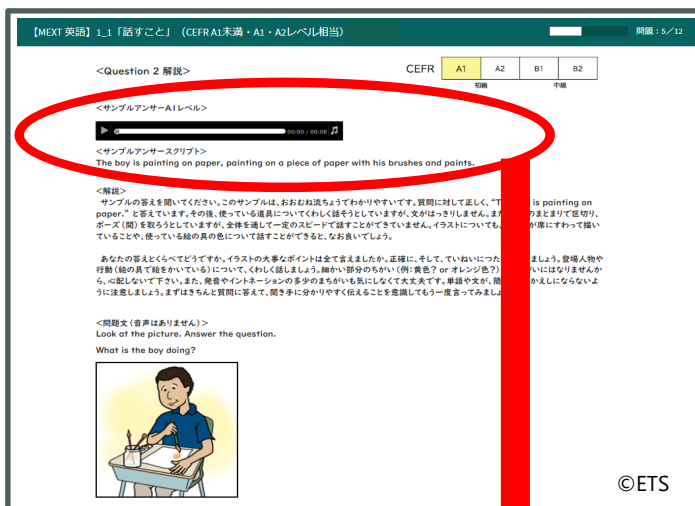 【MEXT 英語】1_1「話すこと」（CEFR A1未満・A1・A2レベル相当）
問題：5／12
<Question 2 解説>
CEFR A1 A2 B1 B2
初級 中級
<サンプルアンサーA1レベル>
00:00 / 00:08
<サンプルアンサースクリプト>
The boy is painting on paper, painting on a piece of paper with his brushes and paints.
<解説>
サンプルの答えを聞いてください。このサンプルは、おおむね流ちょうでわかりやすいです。質問に対して正しく、“T is painting on
paper.” と答えています。その後、使っている道具についてくわしく話そうとしていますが、文がはっきりしません。また のまとまりで区切り、
ポーズ（間）を取ろうとしていますが、全体を通して一定のスピードで話すことができていません。イラストについても、 が席にすわって描い
ていることや、使っている絵の具の色について話すことができると、なお良いでしょう。
あなたの答えとくらべてどうですか。イラストの大事なポイントは全て言えましたか。正確に、そして、ていねいにつた ましょう。登場人物や
行動（絵の具で絵をかいている）について、くわしく話しましょう。細かい部分のちがい（例：黄色？ or オレンジ色？） いにはなりませんか
ら、心配しないで下さい。また、発音やイントネーションの多少のまちがいも気にしなくて大丈夫です。単語や文が、 かえしにならないよ
うに注意しましょう。まずはきちんと質問に答えて、聞き手に分かりやすく伝えることを意識してもう一度言ってみまし
<問題文（音声はありません）>
Look at the picture. Answer the question.
What is the boy doing?
©ETS